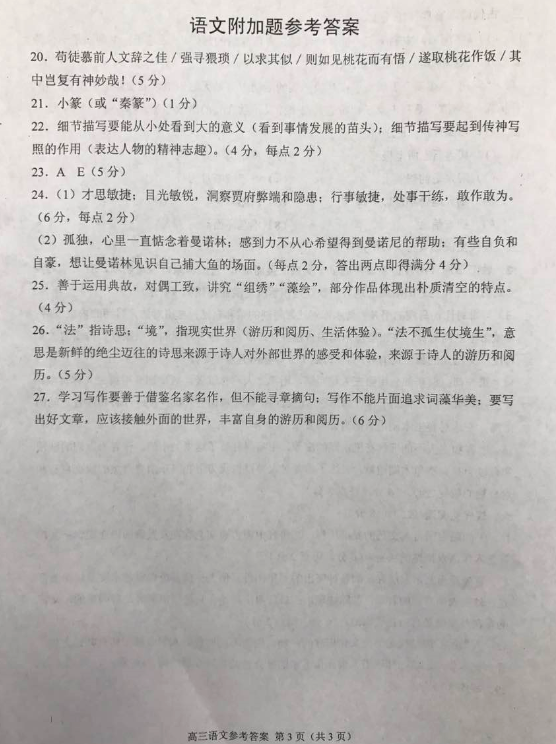 语文附加题参考答案
20．苟徒慕前人文辞之佳 / 强寻猥琐 / 以求其似 / 则如见桃花而有悟 / 遂取桃花作饭 / 其
中岂复有神妙哉！(5 分)
21．小篆（或“秦篆”）(1 分)
22．细节描写要能从小处看到大的意义（看到事情发展的苗头）；细节描写要起到传神写
照的作用（表达人物的精神志趣）。(4 分，每点 2 分)
23．A　E (5 分)
24．(1) 才思敏捷；目光敏锐，洞察贾府弊端和隐患；行事敏捷，处事干练，敢作敢为。
(6 分，每点 2 分)
(2) 孤独，心里一直惦念着曼诺林；感到力不从心希望得到曼诺尼的帮助；有些自负和
自豪，想让曼诺林见识自己捕大鱼的场面。(每点 2 分，答出两点即得满分 4 分)
25．善于运用典故，对偶工致，讲究“组绣”“藻绘”，部分作品体现出朴质清空的特点。
(4 分)
26．“法”指诗思；“境”，指现实世界（游历和阅历、生活体验）。“法不孤生仗境生”，意
思是新鲜的绝尘迈往的诗思来源于诗人对外部世界的感受和体验，来源于诗人的游历和阅
历。(5 分)
27．学习写作要善于借鉴名家名作，但不能寻章摘句；写作不能片面追求词藻华美；要写
出好文章，应该接触外面的世界，丰富自身的游历和阅历。(6 分)
高三语文参考答案 第 3 页（共 3 页）